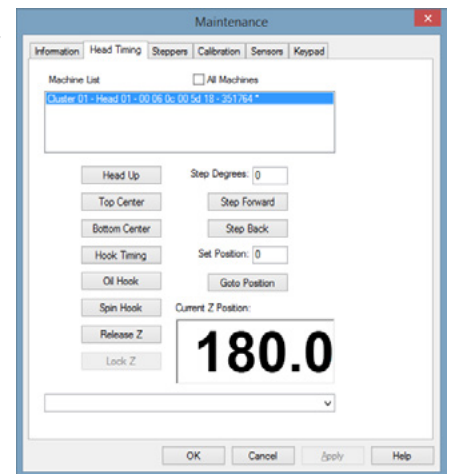 Maintenance
Information Head Timing Steppers Calibration Sensors Keypad
Machine List All Machines
Cluster 01 - Head 01 - 00 06 0c 00 5d 18 - 351764 *
Head Up Step Degrees: 0
Top Center Step Forward
Bottom Center Step Back
Hook Timing Set Position: 0
Oil Hook Goto Position
Spin Hook Current Z Position:
Release Z 180.0
Lock Z
OK Cancel Apply Help